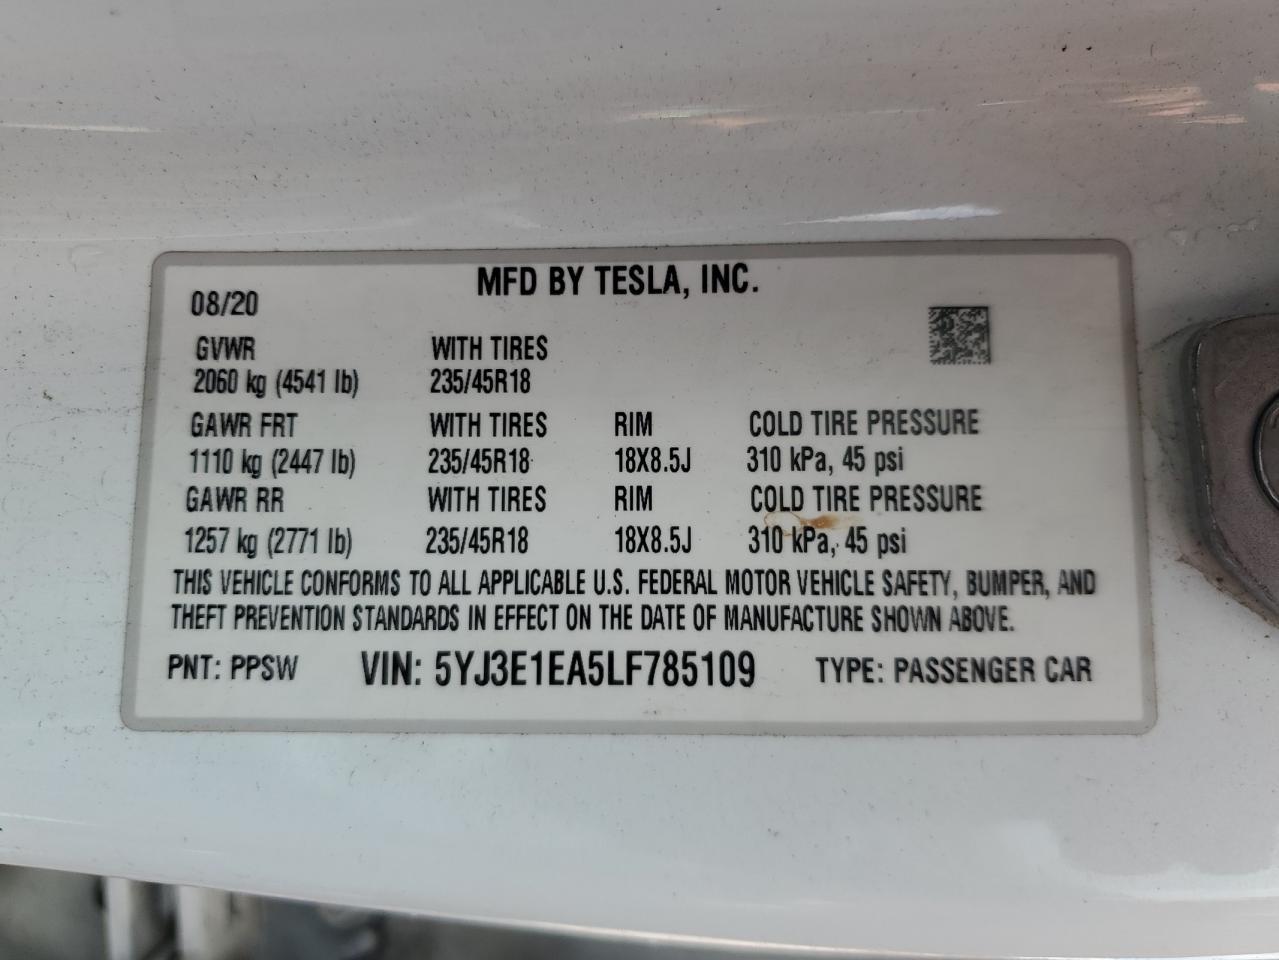 MFD BY TESLA, INC.
08/20
GVWR WITH TIRES
2060 kg (4541 lb) 235/45R18
GAWR FRT WITH TIRES RIM COLD TIRE PRESSURE
1110 kg (2447 lb) 235/45R18 18X8.5J 310 kPa, 45 psi
GAWR RR WITH TIRES RIM COLD TIRE PRESSURE
1257 kg (2771 lb) 235/45R18 18X8.5J 310 kPa, 45 psi
THIS VEHICLE CONFORMS TO ALL APPLICABLE U.S. FEDERAL MOTOR VEHICLE SAFETY, BUMPER, AND
THEFT PREVENTION STANDARDS IN EFFECT ON THE DATE OF MANUFACTURE SHOWN ABOVE.
PNT: PPSW VIN: 5YJ3E1EA5LF785109 TYPE: PASSENGER CAR